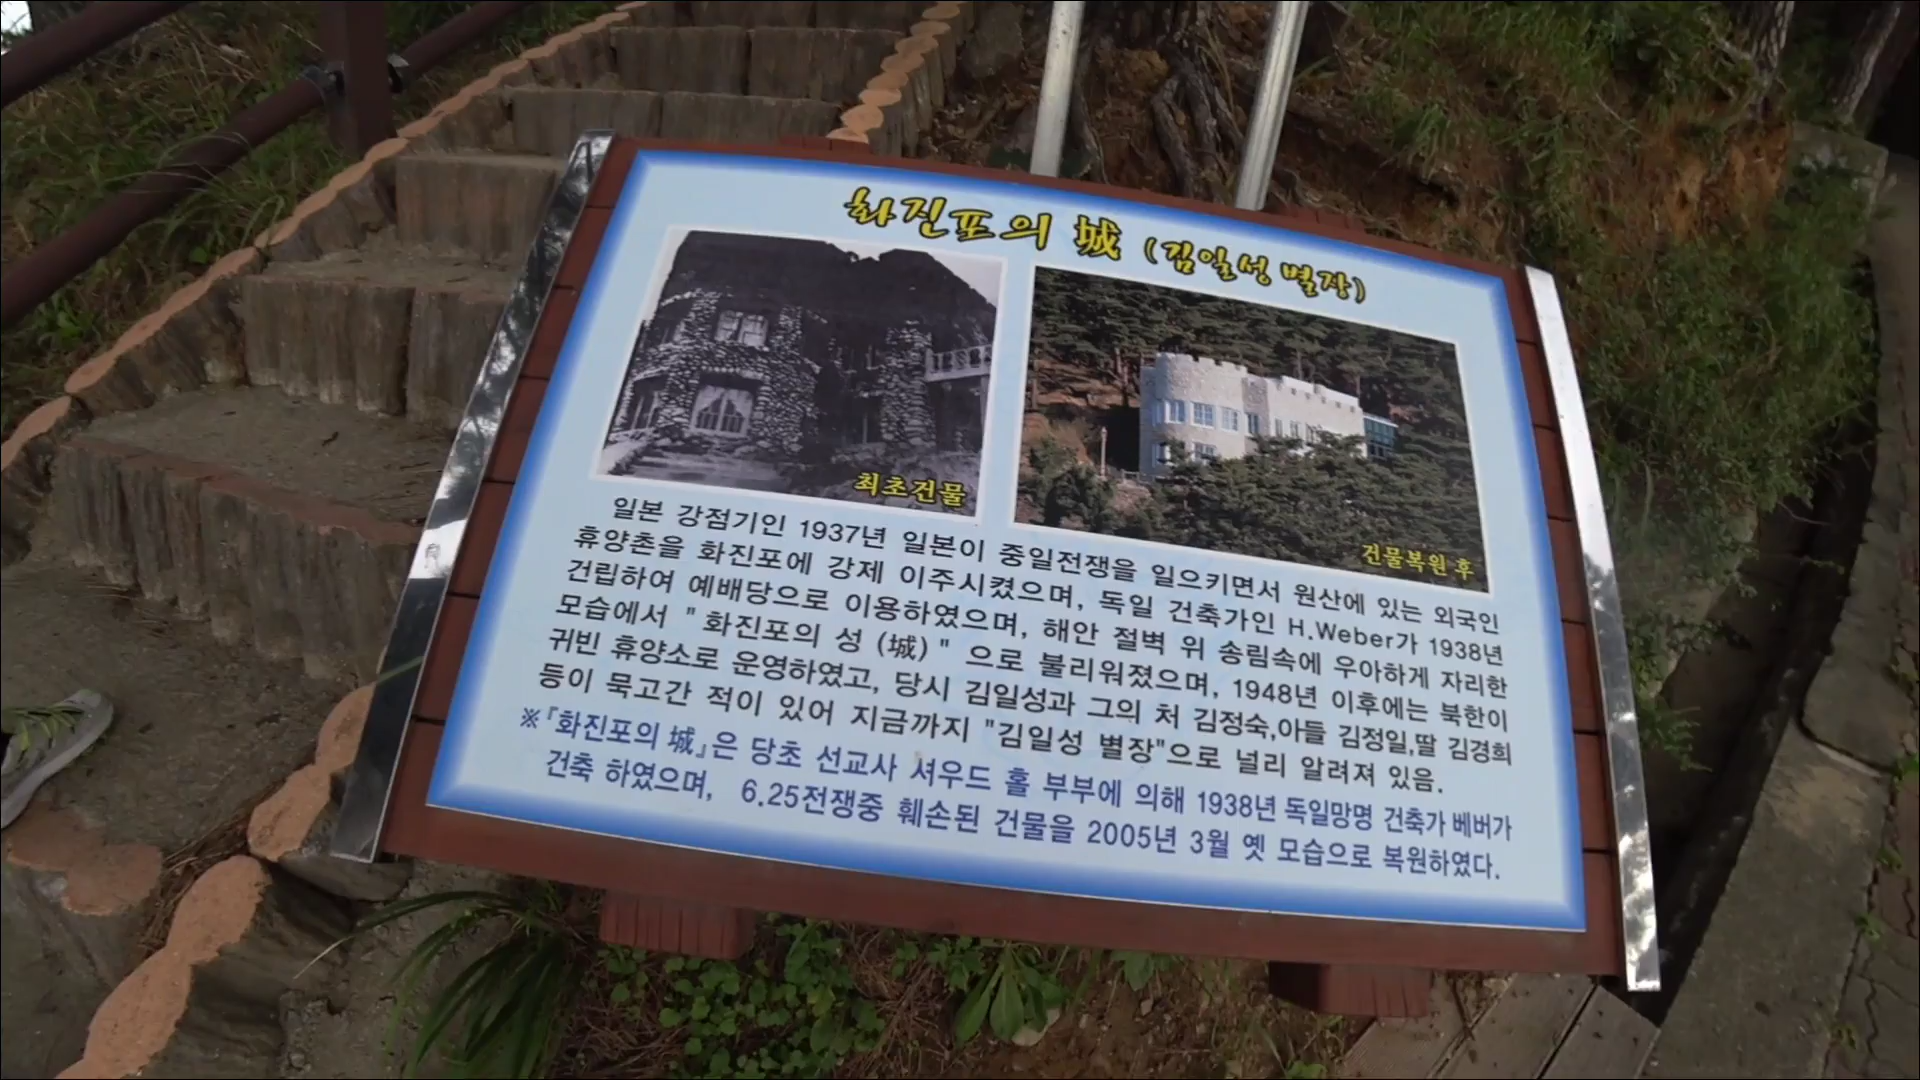 화진포의 城 (김일성 별장)
최초건물
건물복원 후
일본 강점기인 1937년 일본이 중일전쟁을 일으키면서 원산에 있는 외국인
휴양촌을 화진포에 강제 이주시켰으며, 독일 건축가인 H.Weber가 1938년
건립하여 예배당으로 이용하였으며, 해안 절벽 위 송림속에 우아하게 자리한
모습에서 "화진포의 성 (城)" 으로 불리워졌으며, 1948년 이후에는 북한이
귀빈 휴양소로 운영하였고, 당시 김일성과 그의 처 김정숙,아들 김정일,딸 김경희
등이 묵고간 적이 있어 지금까지 "김일성 별장"으로 널리 알려져 있음.
※『화진포의 城』은 당초 선교사 셔우드 홀 부부에 의해 1938년 독일망명 건축가 베버가
건축 하였으며, 6.25전쟁중 훼손된 건물을 2005년 3월 옛 모습으로 복원하였다.